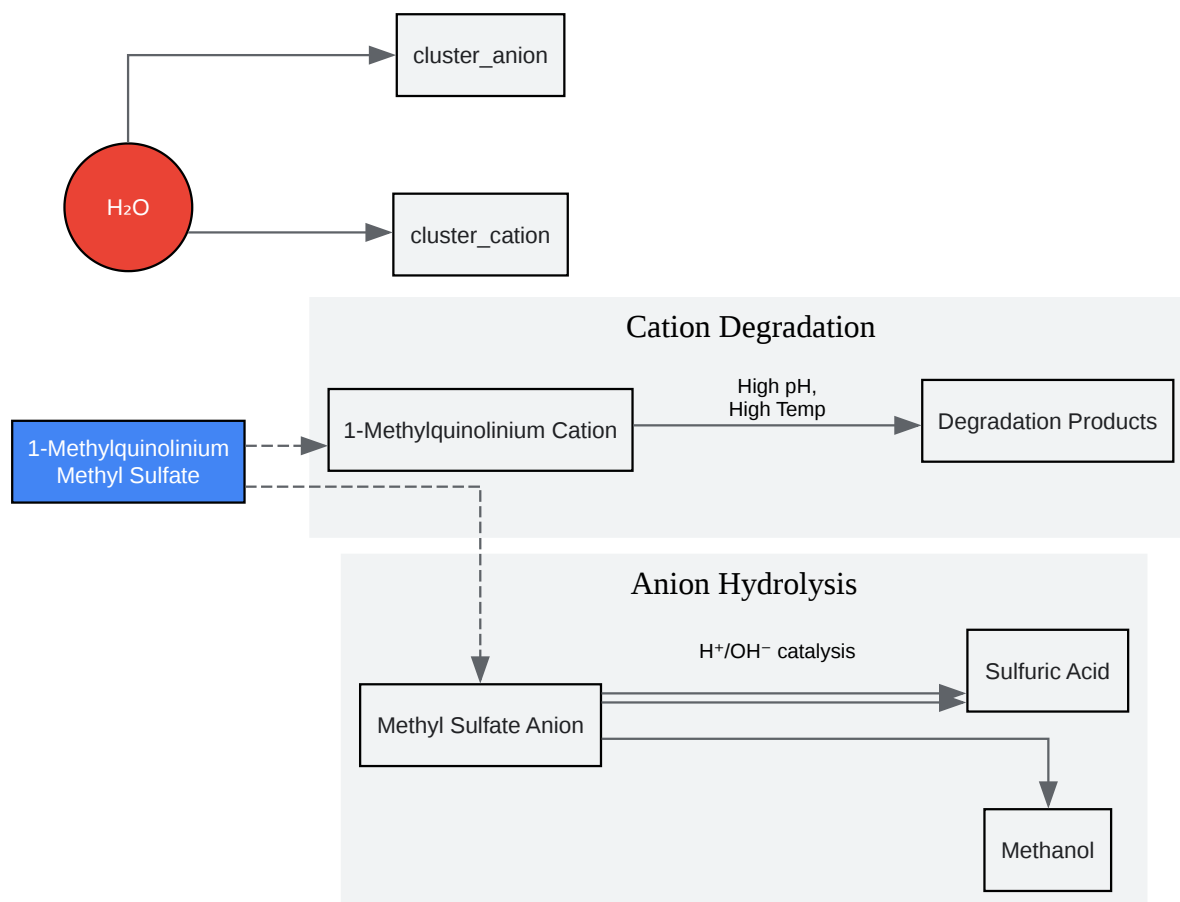 cluster_anion
H₂O
cluster_cation
Cation Degradation
High pH,
High Temp
1-Methylquinolinium Cation
Degradation Products
1-Methylquinolinium
Methyl Sulfate
Anion Hydrolysis
H⁺/OH⁻ catalysis
Sulfuric Acid
Methyl Sulfate Anion
Methanol